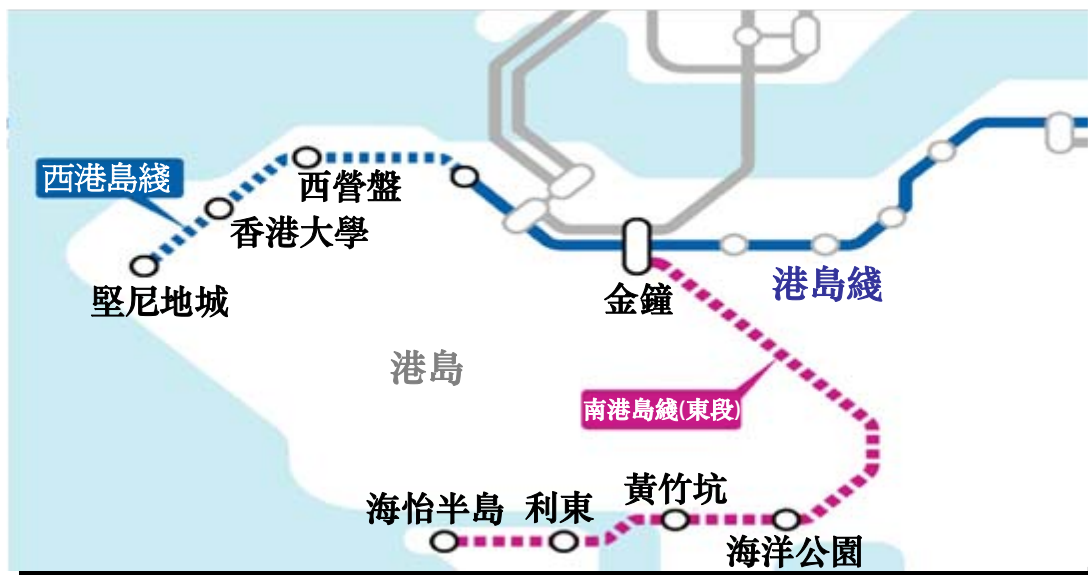 西港島綫
西營盤
香港大學
堅尼地城
金鐘
港島綫
港島
南港島綫(東段)
黃竹坑
海怡半島
利東
海洋公園